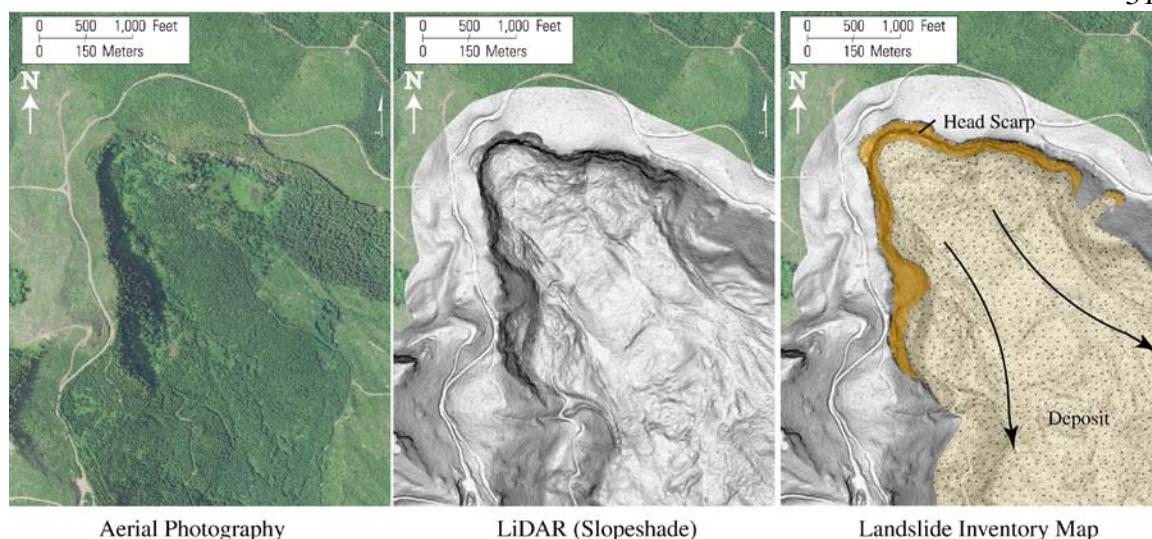 0 500 1,000 Feet
0 150 Meters
N
0 500 1,000 Feet
0 150 Meters
N
0 500 1,000 Feet
0 150 Meters
N
Head Scarp
Deposit
Aerial Photography
LiDAR (Slopeshade)
Landslide Inventory Map